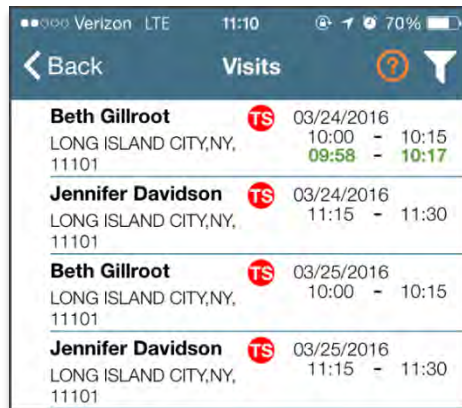 Verizon LTE 11:10 70%
Back Visits ?
Beth Gillroot TS 03/24/2016
LONG ISLAND CITY,NY, 10:00 - 10:15
11101 09:58 - 10:17
Jennifer Davidson TS 03/24/2016
LONG ISLAND CITY,NY, 11:15 - 11:30
11101
Beth Gillroot TS 03/25/2016
LONG ISLAND CITY,NY, 10:00 - 10:15
11101
Jennifer Davidson TS 03/25/2016
LONG ISLAND CITY,NY, 11:15 - 11:30
11101